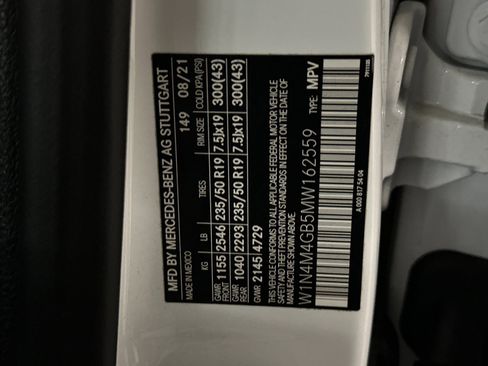 MFD BY MERCEDES-BENZ AG STUTTGART
MADE IN MEXICO 149 08/21
KG LB TIRES RIM SIZE COLD KPA(PSI)
GAWR FRONT 1155 2546 235/50 R19 7.5Jx19 300(43)
GAWR REAR 1040 2293 235/50 R19 7.5Jx19 300(43)
GVWR 2145 4729
THIS VEHICLE CONFORMS TO ALL APPLICABLE FEDERAL MOTOR VEHICLE
SAFETY AND THEFT PREVENTION STANDARDS IN EFFECT ON THE DATE OF
MANUFACTURE SHOWN ABOVE.
W1N4M4GB5MW162559 TYPE: MPV
A 000 817 54 04